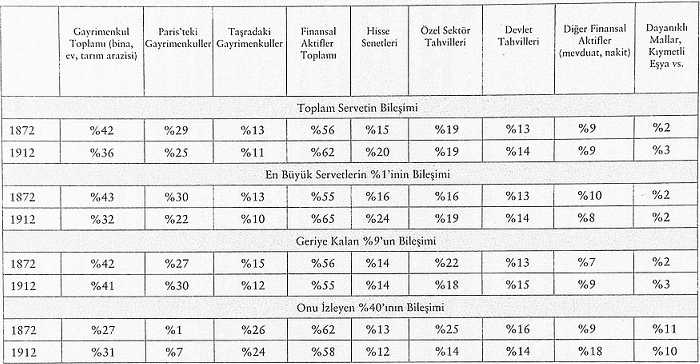 Gayrimenkul Toplamı (bina, ev, tarım arazisi) Paris'teki Gayrimenkuller Taşradaki Gayrimenkuller Finansal Aktifler Toplamı Hisse Senetleri Özel Sektör Tahvilleri Devlet Tahvilleri Diğer Finansal Aktifler (mevduat, nakit) Dayanıklı Mallar, Kıymetli Eşya vs.
Toplam Servetin Bileşimi
1872 %42 %29 %13 %56 %15 %19 %13 %9 %2
1912 %36 %25 %11 %62 %20 %19 %14 %9 %3
En Büyük Servetlerin %1'inin Bileşimi
1872 %43 %30 %13 %55 %16 %16 %13 %10 %2
1912 %32 %22 %10 %65 %24 %19 %14 %8 %2
Geriye Kalan %9'un Bileşimi
1872 %42 %27 %15 %56 %14 %22 %13 %7 %2
1912 %41 %30 %12 %55 %14 %18 %15 %9 %3
Onu İzleyen %40'ının Bileşimi
1872 %27 %1 %26 %62 %13 %25 %16 %9 %11
1912 %31 %7 %24 %58 %12 %14 %14 %18 %10